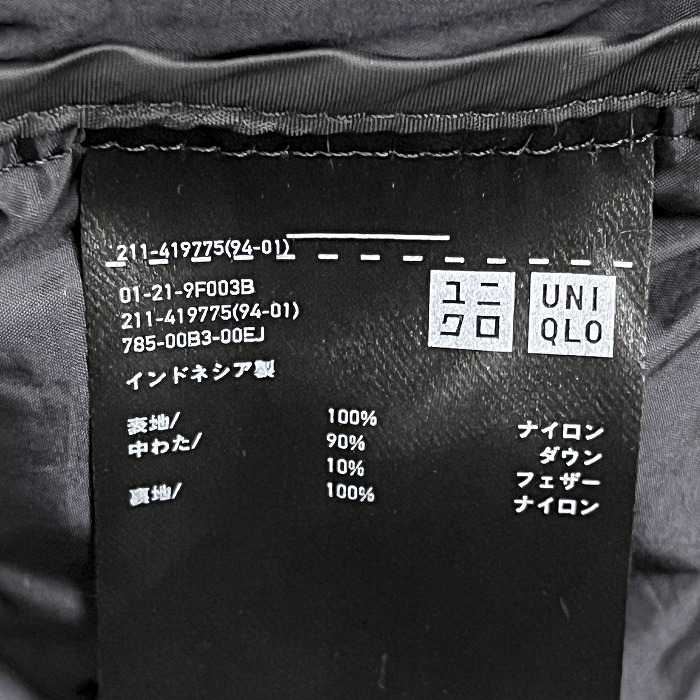 211-419775(94-01)
01-21-9F003B
211-419775(94-01)
785-00B3-00EJ
ユニ
クロ
UNI
QLO
インドネシア製
表地/ 100% ナイロン
中わた/ 90% ダウン
10% フェザー
裏地/ 100% ナイロン